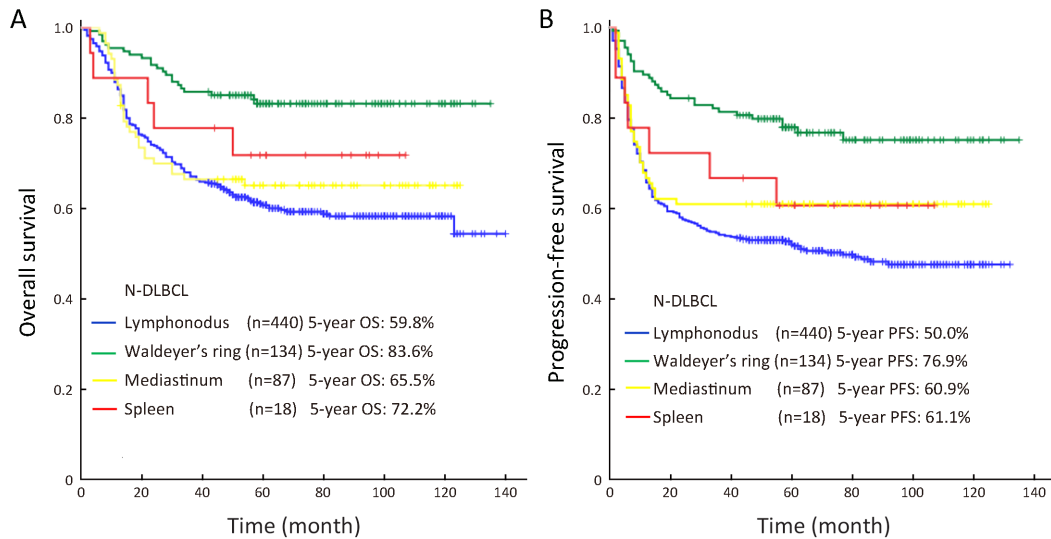 A
Overall survival
1.0
0.8
0.6
0.4
0.2
0
N-DLBCL
Lymphonodus (n=440) 5-year OS: 59.8%
Waldeyer's ring (n=134) 5-year OS: 83.6%
Mediastinum (n=87) 5-year OS: 65.5%
Spleen (n=18) 5-year OS: 72.2%
0 20 40 60 80 100 120 140
Time (month)
B
Progression-free survival
1.0
0.8
0.6
0.4
0.2
0
N-DLBCL
Lymphonodus (n=440) 5-year PFS: 50.0%
Waldeyer's ring (n=134) 5-year PFS: 76.9%
Mediastinum (n=87) 5-year PFS: 60.9%
Spleen (n=18) 5-year PFS: 61.1%
0 20 40 60 80 100 120 140
Time (month)